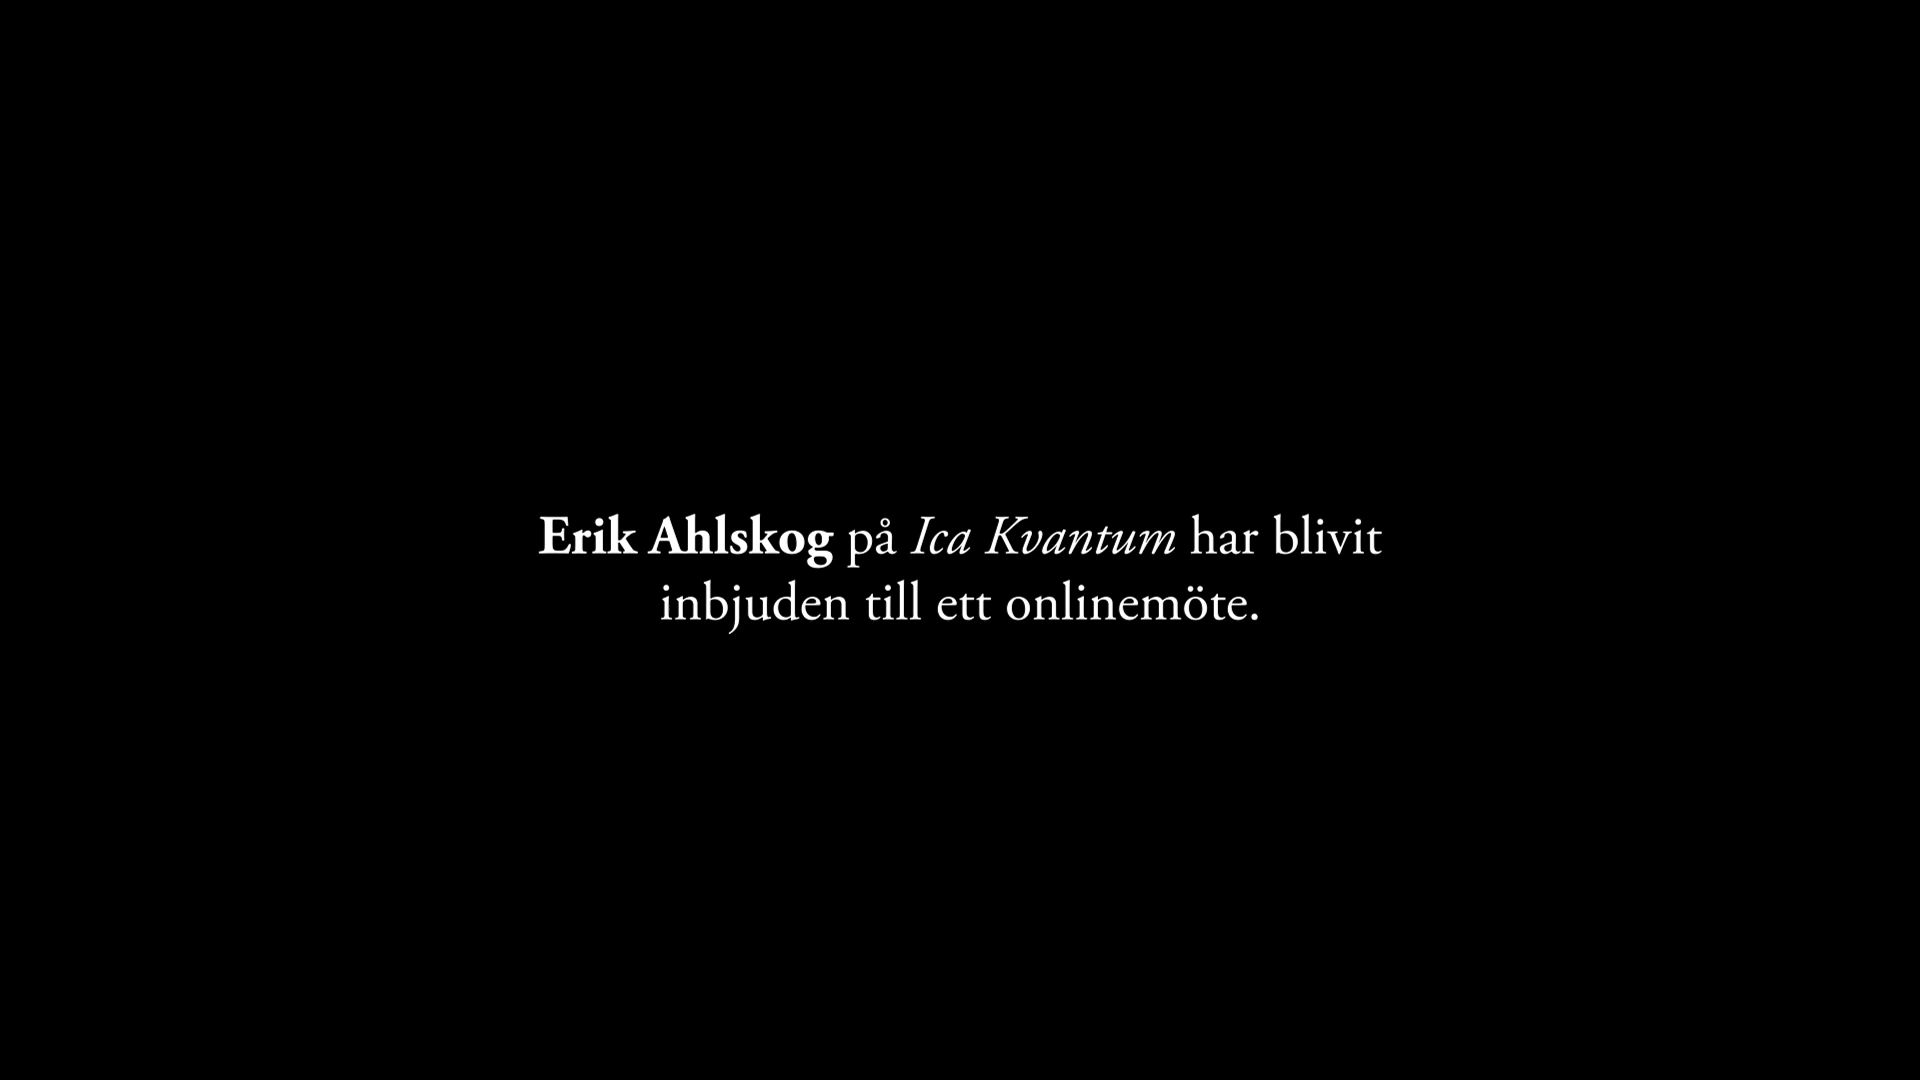 Erik Ahlskog på Ica Kvantum har blivit
inbjuden till ett onlinemöte.